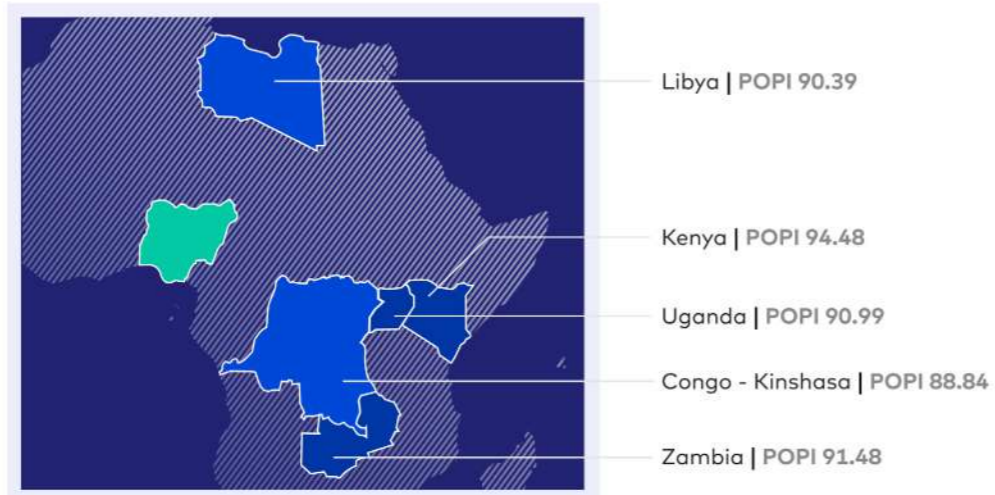 Libya | POPI 90.39
Kenya | POPI 94.48
Uganda | POPI 90.99
Congo - Kinshasa | POPI 88.84
Zambia | POPI 91.48